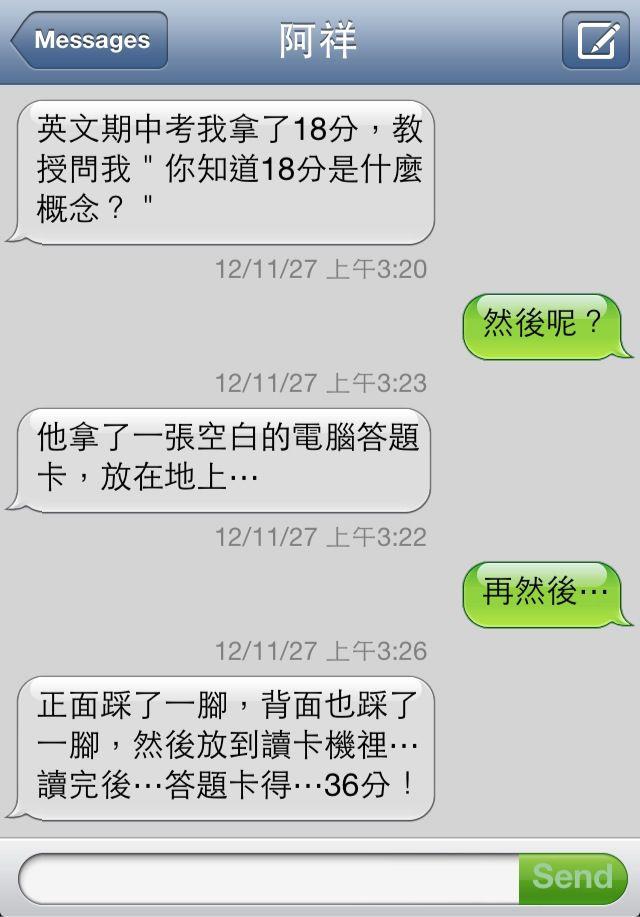 Messages
阿祥
英文期中考我拿了18分，教
授問我＂你知道18分是什麼
概念？＂
12/11/27 上午3:20
然後呢？
12/11/27 上午3:23
他拿了一張空白的電腦答題
卡，放在地上…
12/11/27 上午3:22
再然後…
12/11/27 上午3:26
正面踩了一腳，背面也踩了
一腳，然後放到讀卡機裡…
讀完後…答題卡得…36分！
Send